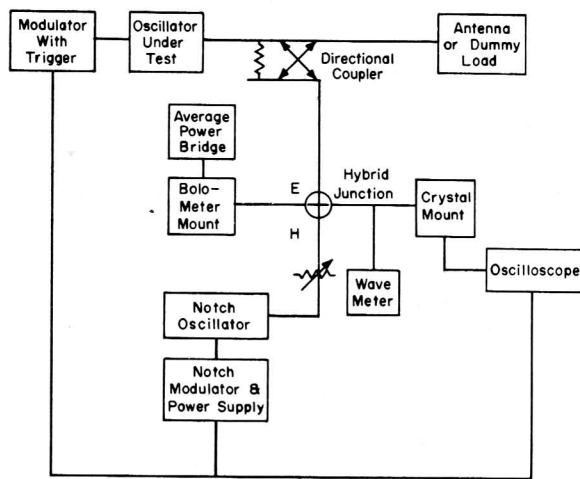 Modulator
With
Trigger
Oscillator
Under
Test
Antenna
or Dummy
Load
Directional
Coupler
Average
Power
Bridge
Bolo-
Meter
Mount
E
H
Hybrid
Junction
Crystal
Mount
Wave
Meter
Oscilloscope
Notch
Oscillator
Notch
Modulator &
Power Supply